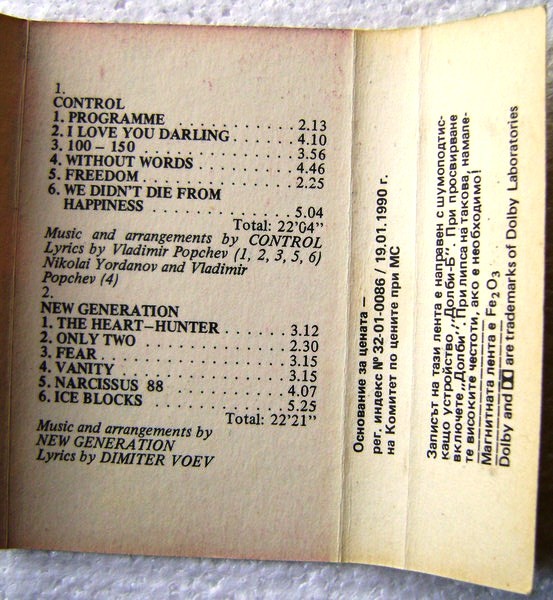 1.
CONTROL
1. PROGRAMME . . . . . . . . . . . . . 2.13
2. I LOVE YOU DARLING . . . . . . . . 4.10
3. 100 – 150 . . . . . . . . . . . . . . . 3.56
4. WITHOUT WORDS . . . . . . . . . . 4.46
5. FREEDOM . . . . . . . . . . . . . . . 2.25
6. WE DIDN'T DIE FROM
HAPPINESS . . . . . . . . . . . . . . 5.04
Total: 22'04"
Music and arrangements by CONTROL
Lyrics by Vladimir Popchev (1, 2, 3, 5, 6)
Nikolai Yordanov and Vladimir
Popchev (4)
2.
NEW GENERATION
1. THE HEART–HUNTER . . . . . . . . 3.12
2. ONLY TWO . . . . . . . . . . . . . . 2.30
3. FEAR . . . . . . . . . . . . . . . . . . 3.15
4. VANITY . . . . . . . . . . . . . . . . 3.15
5. NARCISSUS 88 . . . . . . . . . . . . 4.07
6. ICE BLOCKS . . . . . . . . . . . . . . 5.25
Total: 22'21"
Music and arrangements by
NEW GENERATION
Lyrics by DIMITER VOEV
Основание за цената –
рег. индекс № 32-01-0086 / 19.01.1990 г.
на Комитет по цените при МС
Записът на тази лента е направен с шумоподтис-
кащо устройство „Долби-Б". При просвирване
включете „Долби". При липса на такова, намале-
те високите честоти, ако е необходимо!
Магнитната лента е Fe2O3
Dolby and are trademarks of Dolby Laboratories